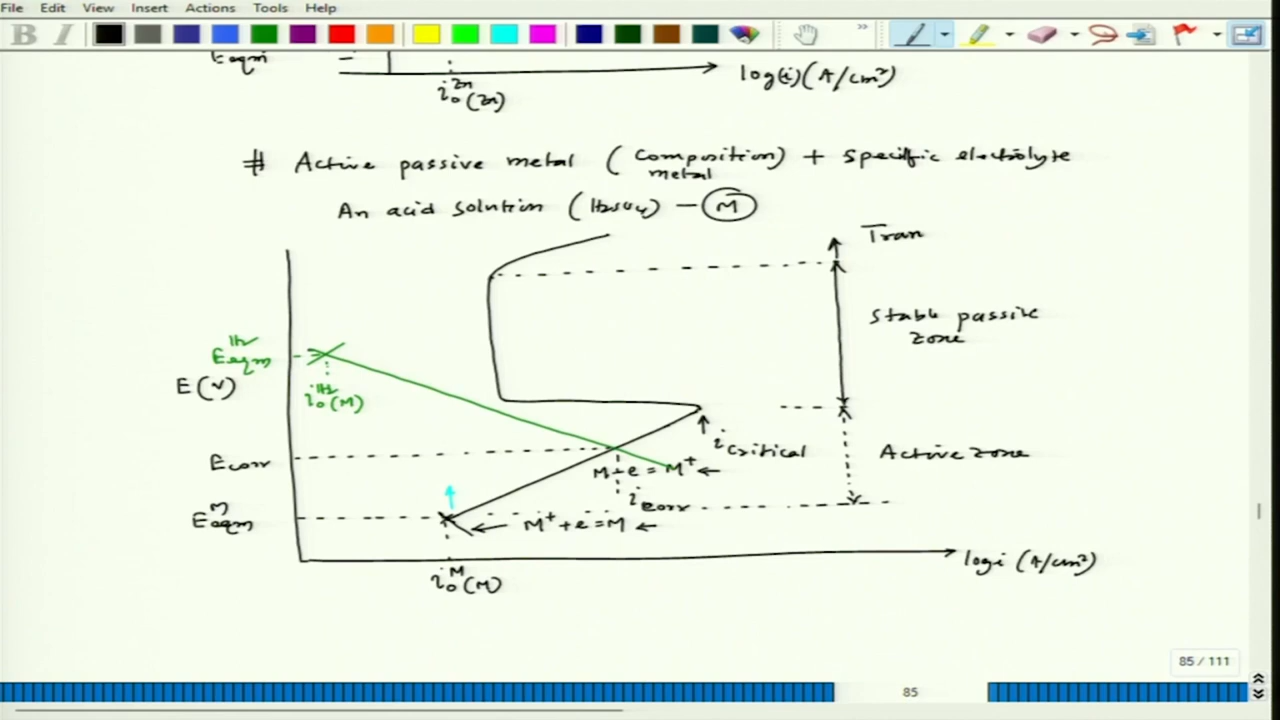 File Edit View Insert Actions Tools Help
B I
Eeqm
i₀^Zn (Zn)
log(i)(A/cm²)
# Active passive metal (composition) + specific electrolyte
metal
An acid solution (H2SO4) - M
Tran
Stable passive
zone
E^H2 eqm
i₀^H2 (M)
E(V)
i critical
Active zone
Ecorr
M+e = M+ ←
i corr
E^M eqm
← M+ + e = M ←
i₀^M (M)
log i (A/cm²)
85 / 111
85